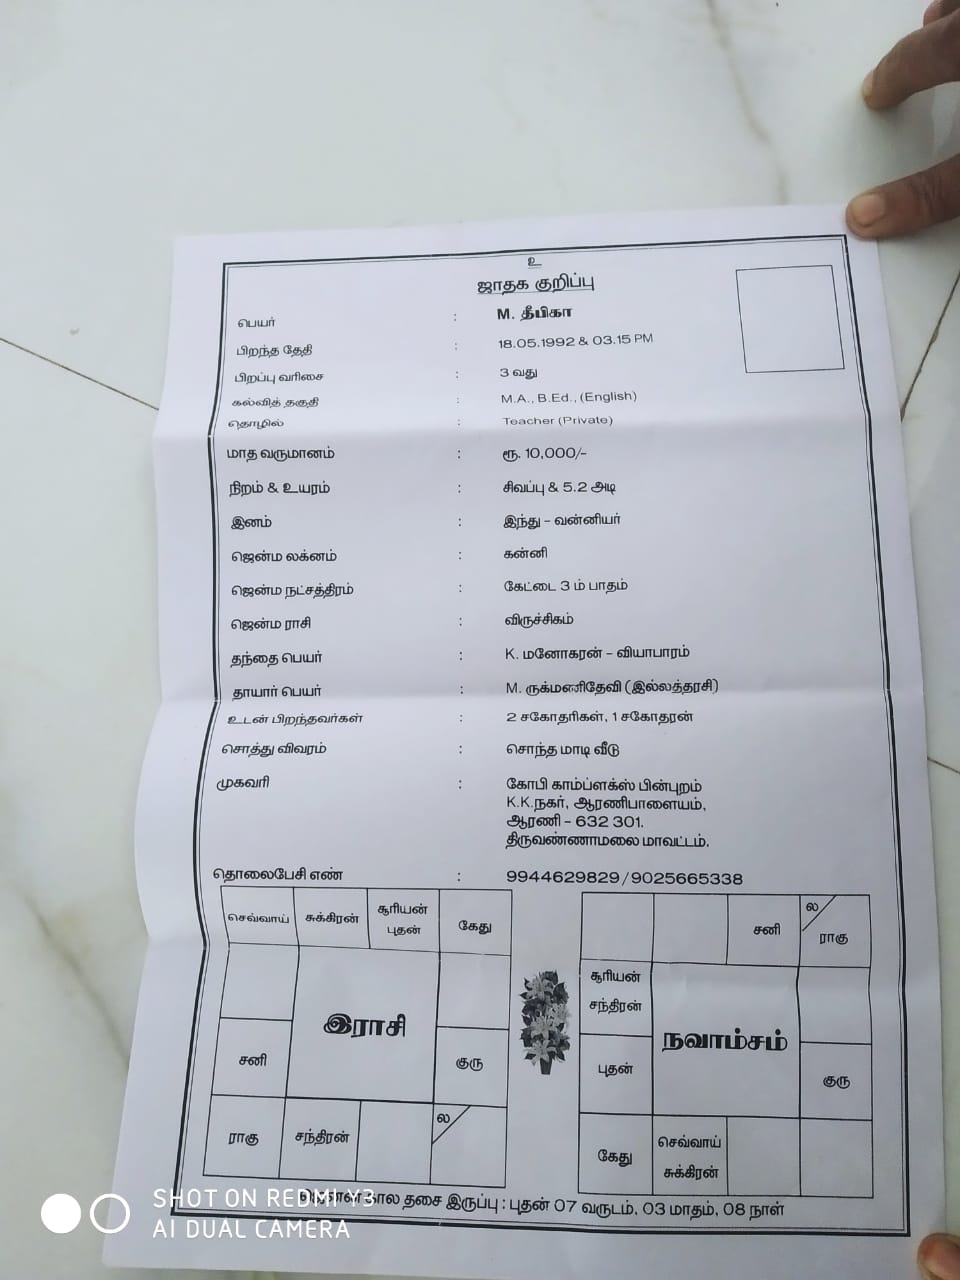 உ
ஜாதக குறிப்பு
பெயர் : M. தீபிகா
பிறந்த தேதி : 18.05.1992 & 03.15 PM
பிறப்பு வரிசை : 3 வது
கல்வித் தகுதி : M.A., B.Ed., (English)
தொழில் : Teacher (Private)
மாத வருமானம் : ரூ. 10,000/-
நிறம் & உயரம் : சிவப்பு & 5.2 அடி
இனம் : இந்து – வன்னியர்
ஜென்ம லக்னம் : கன்னி
ஜென்ம நட்சத்திரம் : கேட்டை 3 ம் பாதம்
ஜென்ம ராசி : விருச்சிகம்
தந்தை பெயர் : K. மனோகரன் – வியாபாரம்
தாயார் பெயர் : M. ருக்மணிதேவி (இல்லத்தரசி)
உடன் பிறந்தவர்கள் : 2 சகோதரிகள், 1 சகோதரன்
சொத்து விவரம் : சொந்த மாடி வீடு
முகவரி : கோபி காம்ப்ளக்ஸ் பின்புறம்
K.K.நகர், ஆரணிபாளையம்,
ஆரணி – 632 301.
திருவண்ணாமலை மாவட்டம்.
தொலைபேசி எண் : 9944629829/9025665338
செவ்வாய் சுக்கிரன் சூரியன் புதன் கேது
சனி இராசி குரு
ராகு சந்திரன் ல
சனி ல ராகு
சூரியன் சந்திரன்
புதன் நவாம்சம் குரு
கேது செவ்வாய் சுக்கிரன்
கால தசை இருப்பு : புதன் 07 வருடம், 03 மாதம், 08 நாள்
SHOT ON REDMI Y3
AI DUAL CAMERA